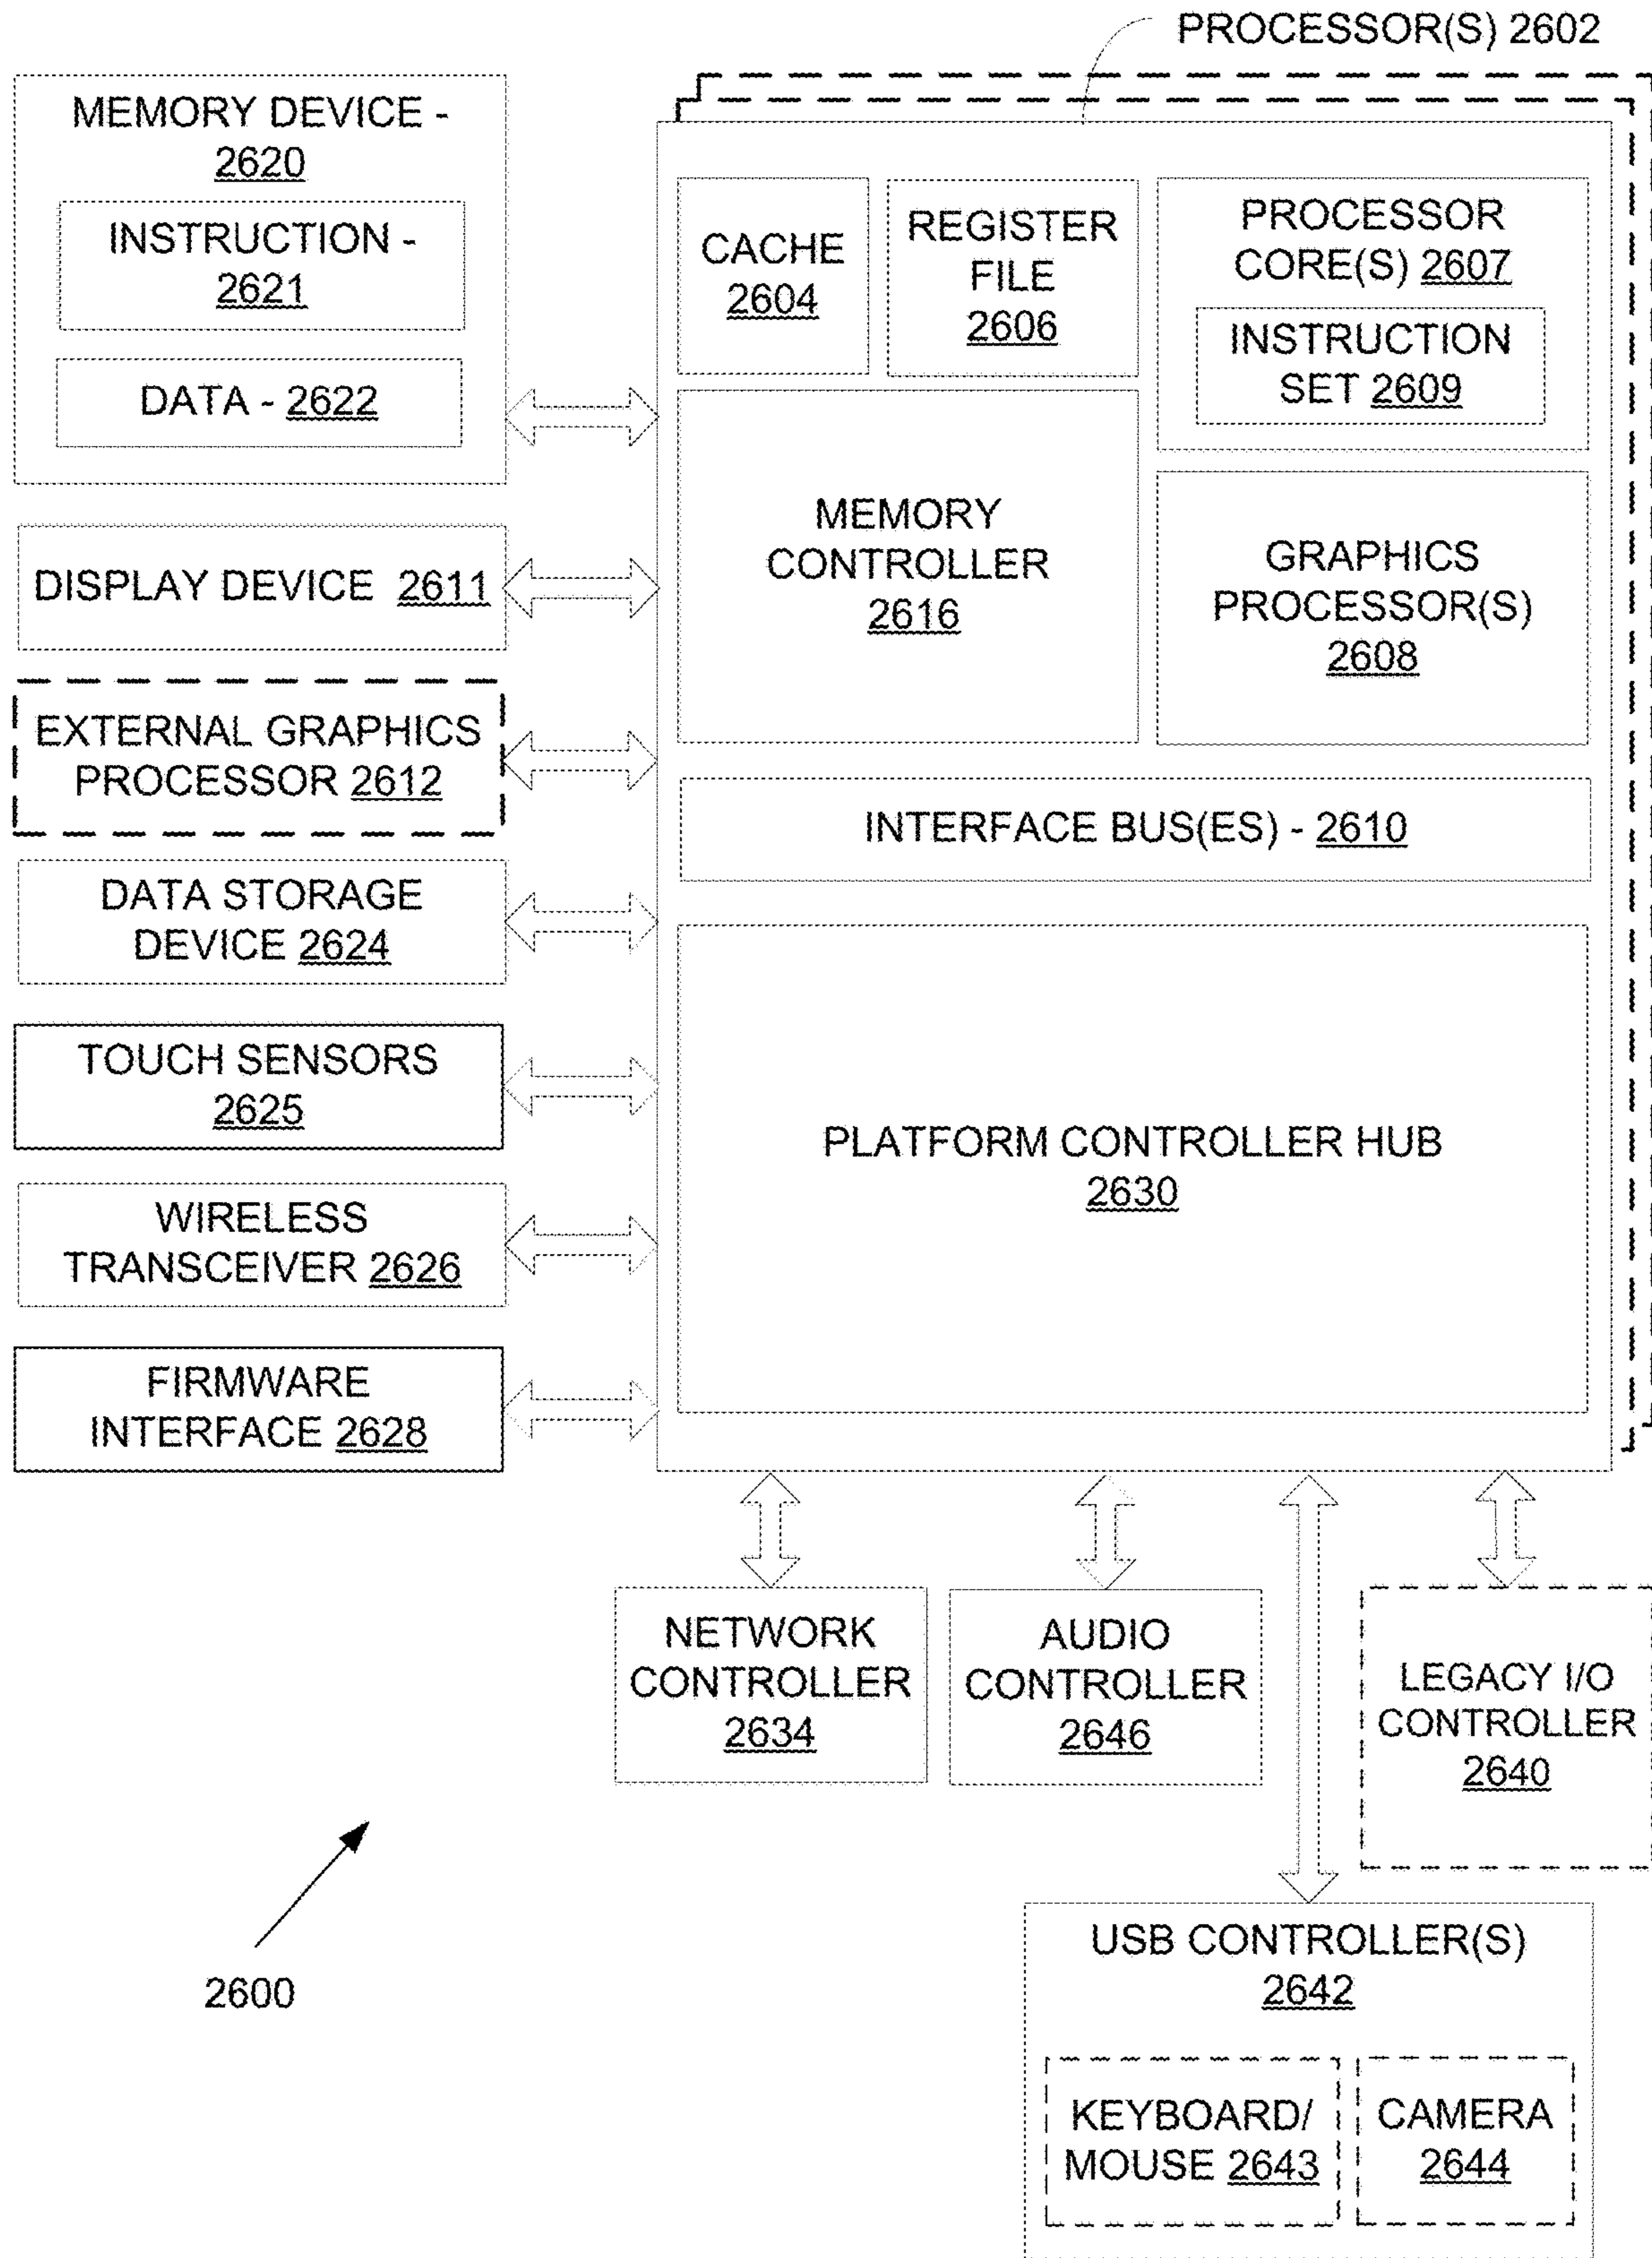 PROCESSOR(S) 2602
MEMORY DEVICE -
2620
INSTRUCTION -
2621
DATA - 2622
DISPLAY DEVICE 2611
EXTERNAL GRAPHICS
PROCESSOR 2612
DATA STORAGE
DEVICE 2624
TOUCH SENSORS
2625
WIRELESS
TRANSCEIVER 2626
FIRMWARE
INTERFACE 2628
CACHE
2604
REGISTER
FILE
2606
PROCESSOR
CORE(S) 2607
INSTRUCTION
SET 2609
MEMORY
CONTROLLER
2616
GRAPHICS
PROCESSOR(S)
2608
INTERFACE BUS(ES) - 2610
PLATFORM CONTROLLER HUB
2630
NETWORK
CONTROLLER
2634
AUDIO
CONTROLLER
2646
LEGACY I/O
CONTROLLER
2640
2600
USB CONTROLLER(S)
2642
KEYBOARD/
MOUSE 2643
CAMERA
2644